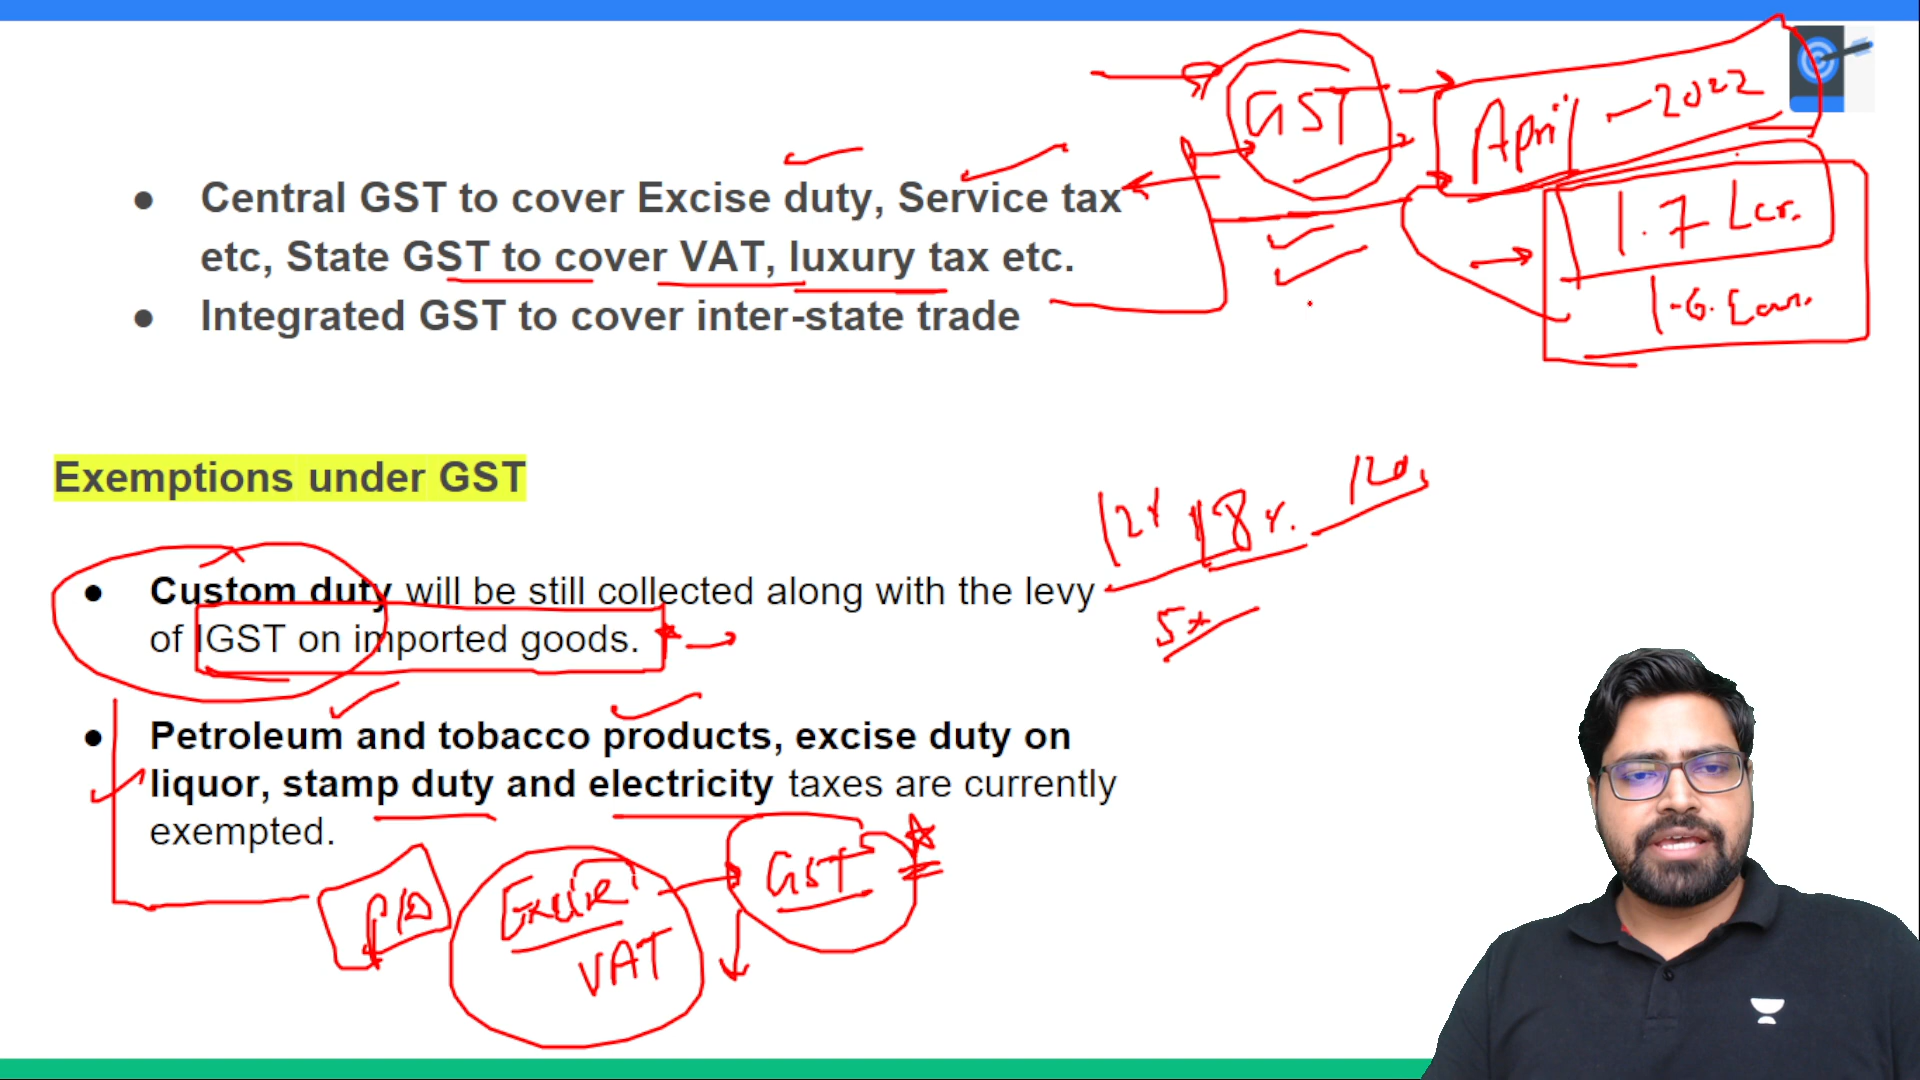 GST
April - 2022
● Central GST to cover Excise duty, Service tax
etc, State GST to cover VAT, luxury tax etc.
1.7 Lcr.
● Integrated GST to cover inter-state trade
Exemptions under GST
● Custom duty will be still collected along with the levy
of IGST on imported goods.
● Petroleum and tobacco products, excise duty on
liquor, stamp duty and electricity taxes are currently
exempted.
GST
Excise
VAT